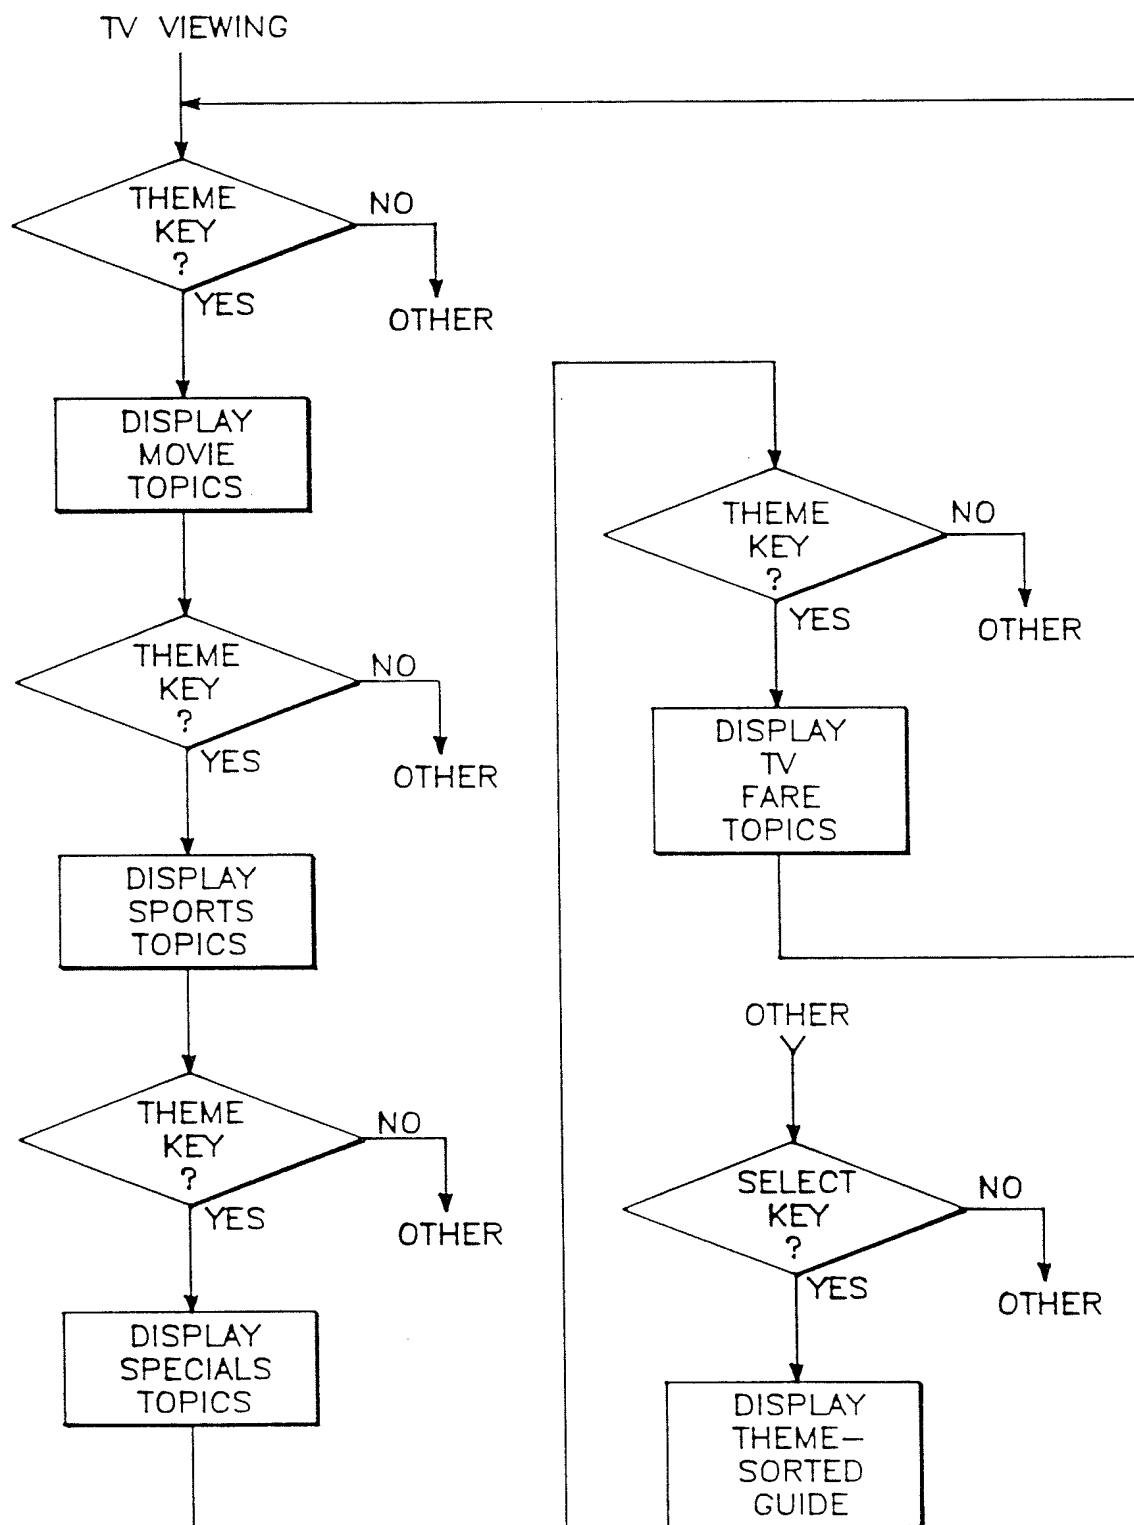 TV VIEWING
THEME
KEY
?
NO
YES
OTHER
DISPLAY
MOVIE
TOPICS
THEME
KEY
?
NO
YES
OTHER
DISPLAY
SPORTS
TOPICS
THEME
KEY
?
NO
YES
OTHER
DISPLAY
SPECIALS
TOPICS
THEME
KEY
?
NO
YES
OTHER
DISPLAY
TV
FARE
TOPICS
OTHER
SELECT
KEY
?
NO
YES
OTHER
DISPLAY
THEME–
SORTED
GUIDE